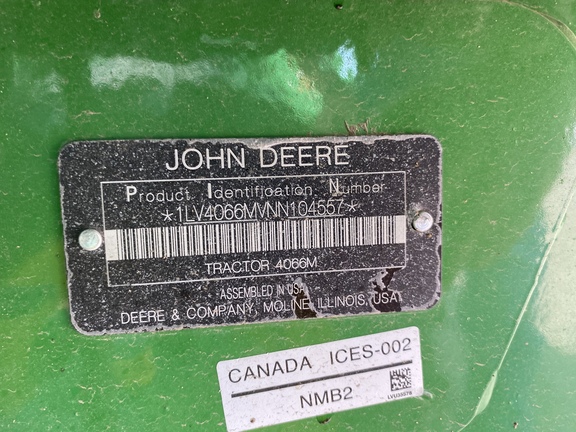 JOHN DEERE
Product Identification Number
*1LV4066MVNN104557*
TRACTOR 4066M
ASSEMBLED IN USA
DEERE & COMPANY, MOLINE, ILLINOIS, USA
CANADA ICES-002
NMB2